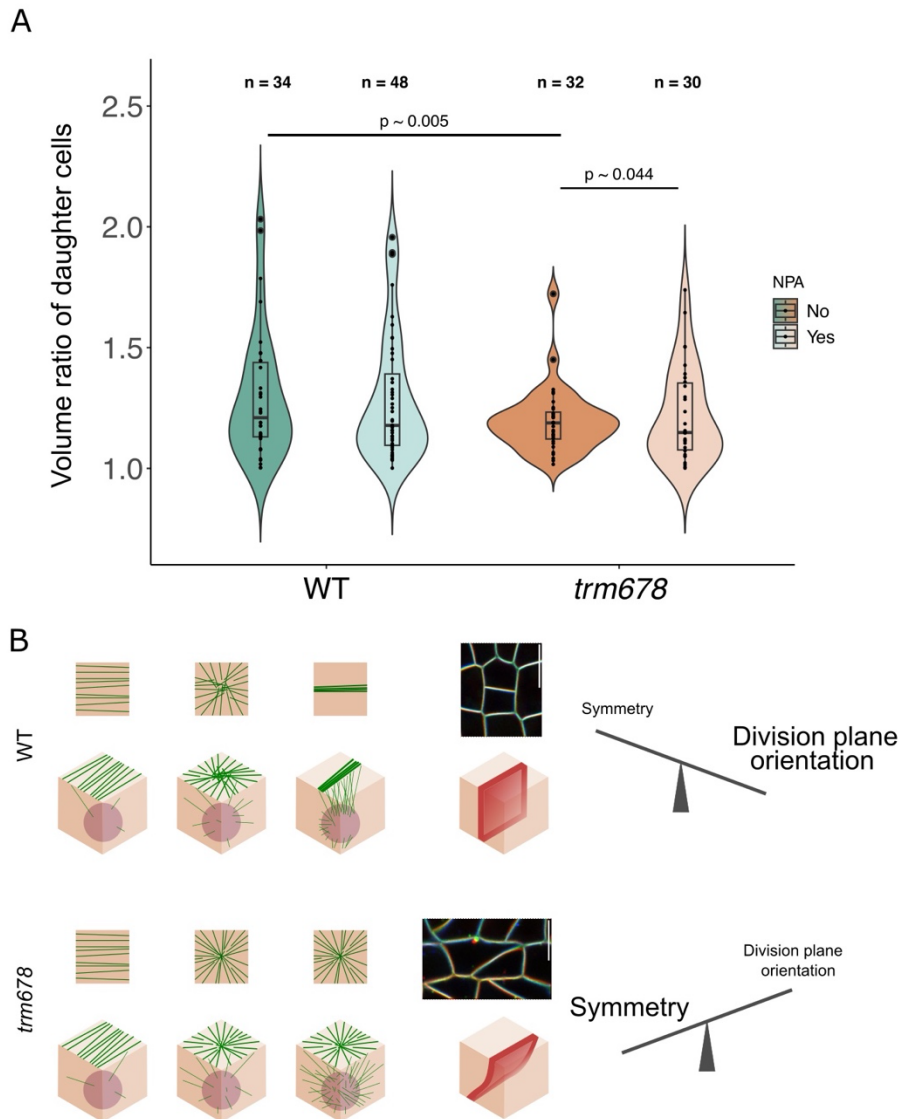 A
n = 34
n = 48
n = 32
n = 30
p ~ 0.005
p ~ 0.044
Volume ratio of daughter cells
2.5
2.0
1.5
1.0
WT
trm678
NPA
No
Yes
B
WT
Symmetry
Division plane
orientation
trm678
Division plane
orientation
Symmetry